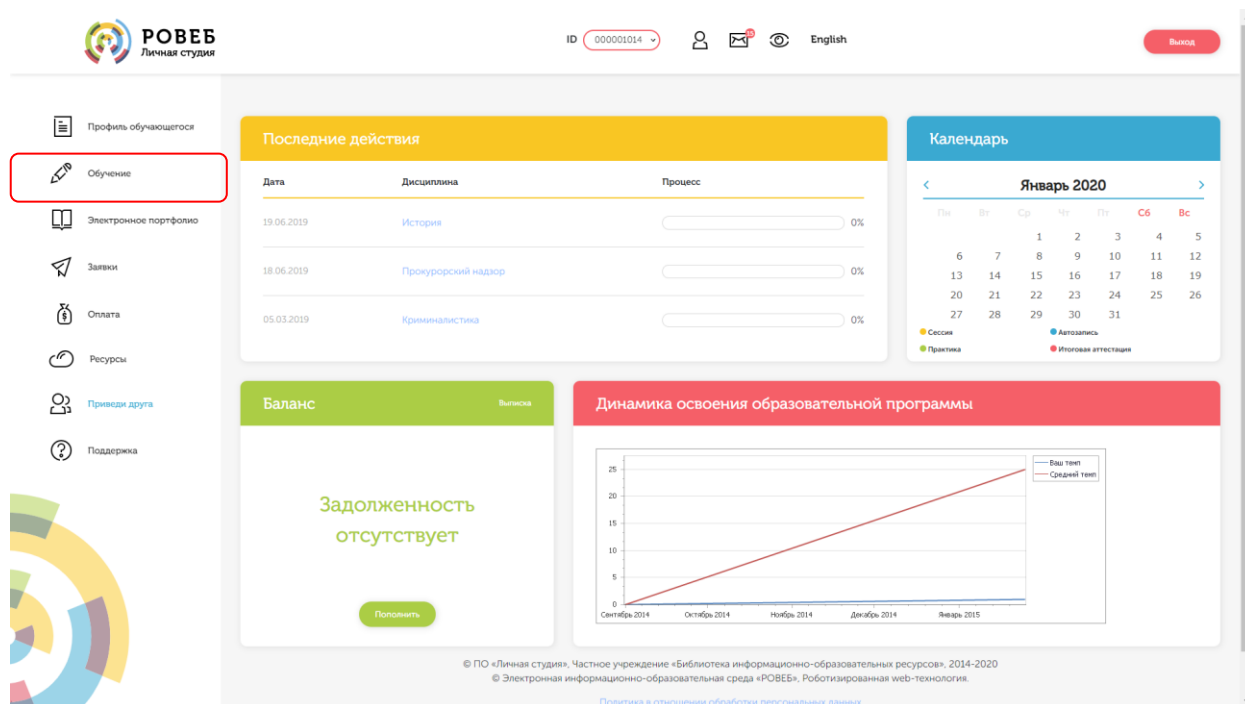 РОВЕБ
Личная студия
ID 000001014
English
Выход
Профиль обучающегося
Обучение
Электронное портфолио
Заявки
Оплата
Ресурсы
Приведи друга
Поддержка
Последние действия
Дата Дисциплина Процесс
19.06.2019 История 0%
18.06.2019 Прокурорский надзор 0%
05.03.2019 Криминалистика 0%
Календарь
Январь 2020
Пн Вт Ср Чт Пт Сб Вс
1 2 3 4 5
6 7 8 9 10 11 12
13 14 15 16 17 18 19
20 21 22 23 24 25 26
27 28 29 30 31
Сессия Автозапись
Практика Итоговая аттестация
Баланс Выписка
Задолженность
отсутствует
Пополнить
Динамика освоения образовательной программы
25
20
15
10
5
0
Сентябрь 2014 Октябрь 2014 Ноябрь 2014 Декабрь 2014 Январь 2015
Ваш темп
Средний темп
© ПО «Личная студия», Частное учреждение «Библиотека информационно-образовательных ресурсов», 2014-2020
© Электронная информационно-образовательная среда «РОВЕБ», Роботизированная web-технология.
Политика в отношении обработки персональных данных